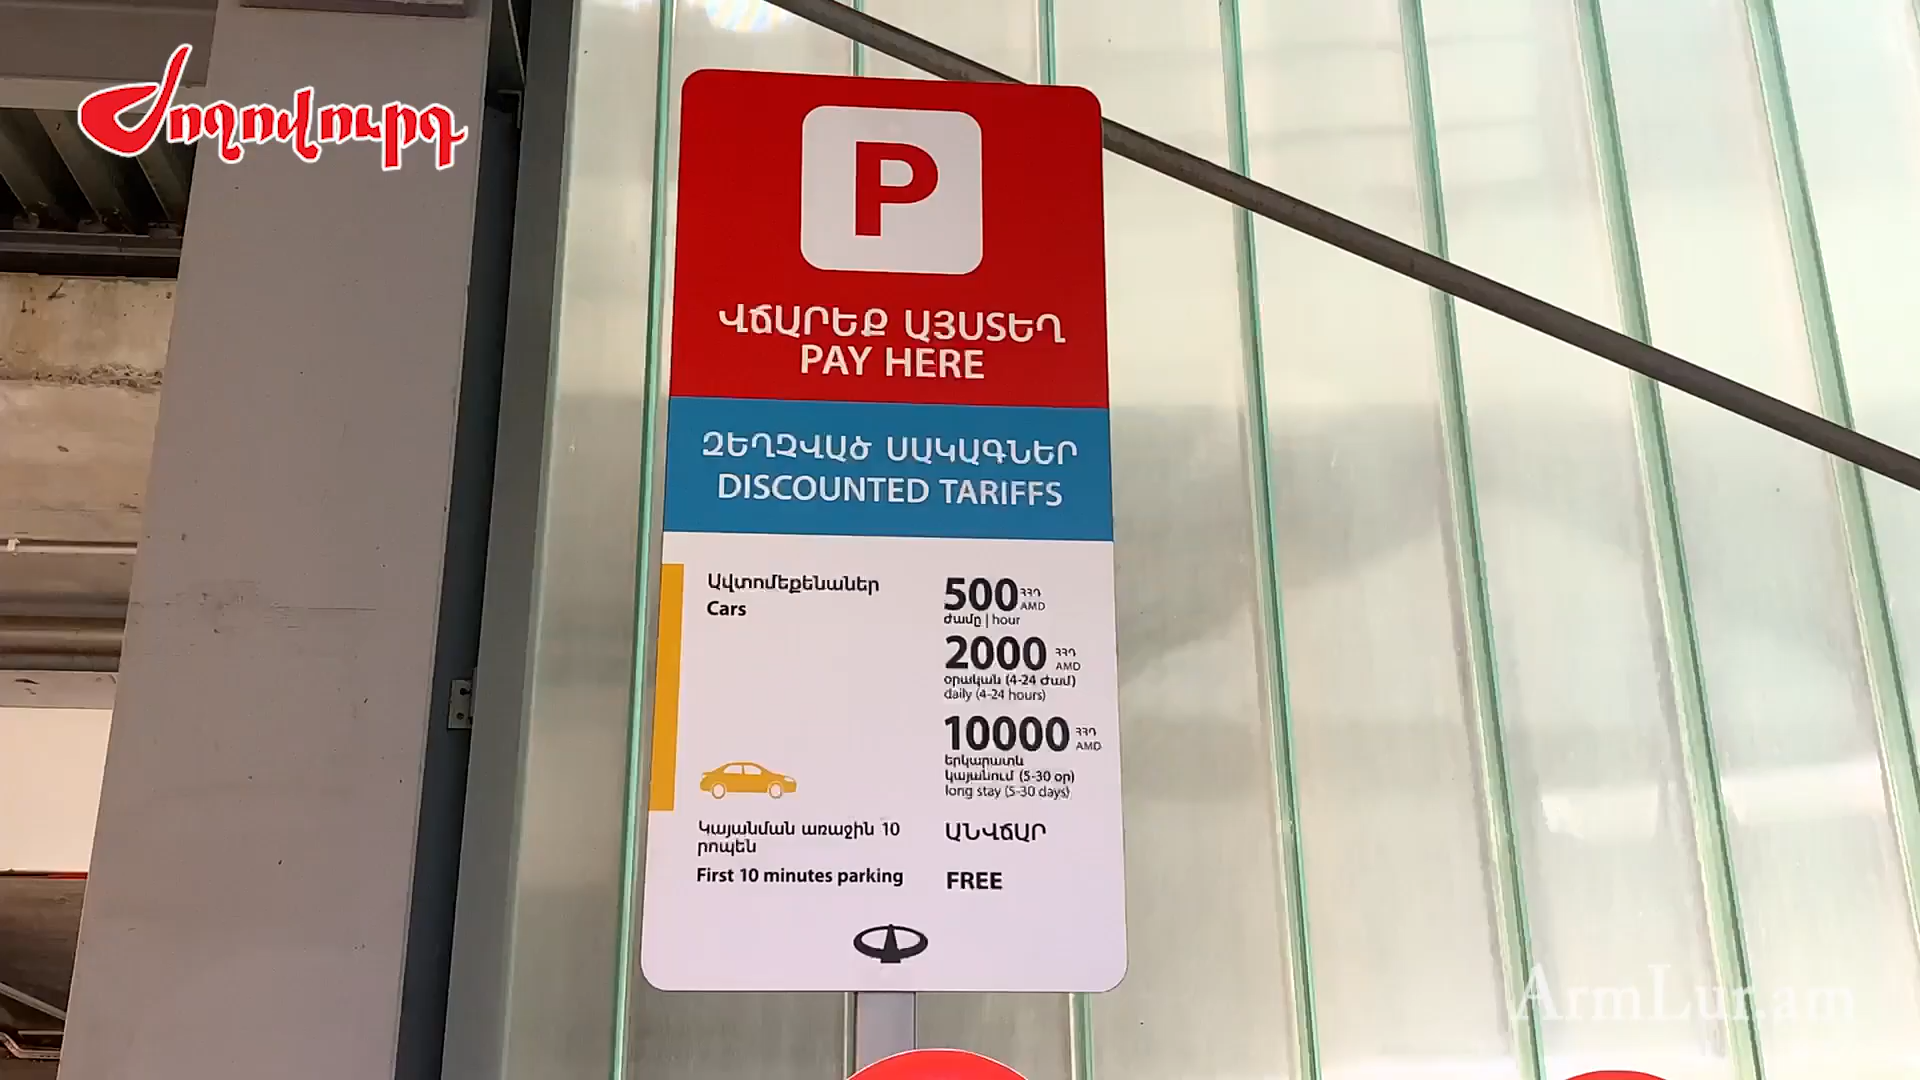 Ժողովուրդ
P
ՎՃԱՐԵՔ ԱՅՍՏԵՂ
PAY HERE
ԶԵՂՉՎԱԾ ՍԱԿԱԳՆԵՐ
DISCOUNTED TARIFFS
Ավտոմեքենաներ
Cars
500 ՀՀԴ AMD
ժամը | hour
2000 ՀՀԴ AMD
օրական (4-24 ժամ)
daily (4-24 hours)
10000 ՀՀԴ AMD
երկարատև
կայանում (5-30 օր)
long stay (5-30 days)
Կայանման առաջին 10
րոպեն
ԱՆՎՃԱՐ
First 10 minutes parking
FREE
ArmLur.am